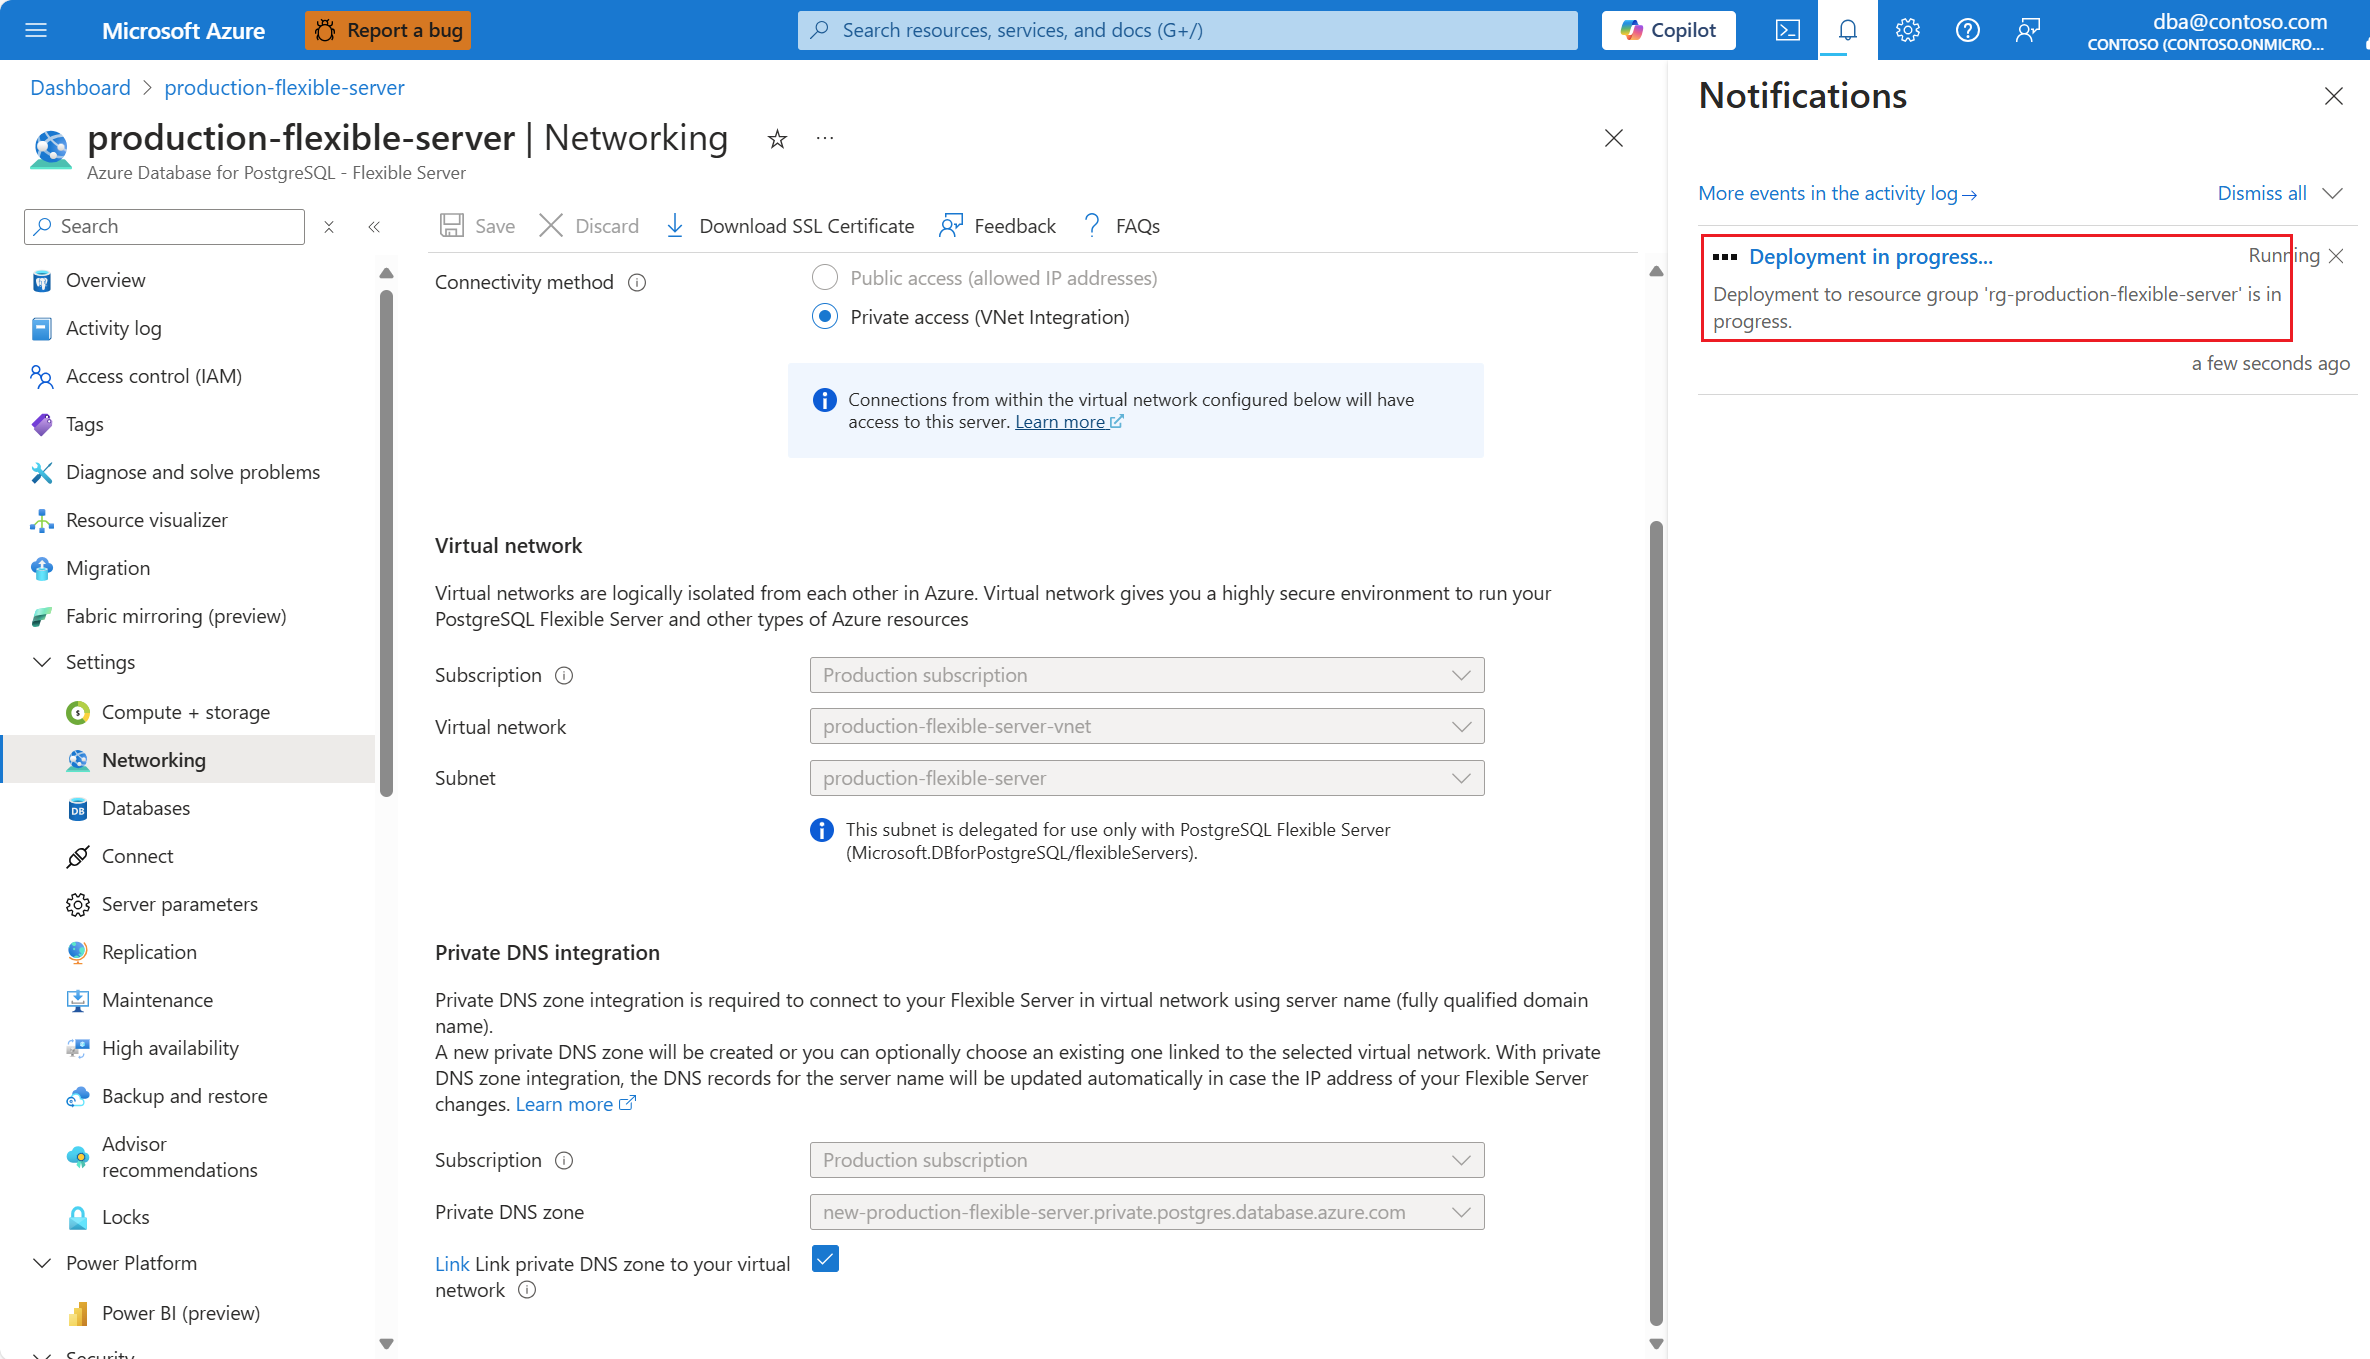 Microsoft Azure
Report a bug
Search resources, services, and docs (G+/)
Copilot
dba@contoso.com
CONTOSO (CONTOSO.ONMICRO...
Dashboard > production-flexible-server
production-flexible-server | Networking
Azure Database for PostgreSQL - Flexible Server
Search
Overview
Activity log
Access control (IAM)
Tags
Diagnose and solve problems
Resource visualizer
Migration
Fabric mirroring (preview)
Settings
Compute + storage
Networking
Databases
Connect
Server parameters
Replication
Maintenance
High availability
Backup and restore
Advisor
recommendations
Locks
Power Platform
Power BI (preview)
Security
Save
Discard
Download SSL Certificate
Feedback
FAQs
Connectivity method
Public access (allowed IP addresses)
Private access (VNet Integration)
Connections from within the virtual network configured below will have
access to this server. Learn more
Virtual network
Virtual networks are logically isolated from each other in Azure. Virtual network gives you a highly secure environment to run your
PostgreSQL Flexible Server and other types of Azure resources
Subscription
Production subscription
Virtual network
production-flexible-server-vnet
Subnet
production-flexible-server
This subnet is delegated for use only with PostgreSQL Flexible Server
(Microsoft.DBforPostgreSQL/flexibleServers).
Private DNS integration
Private DNS zone integration is required to connect to your Flexible Server in virtual network using server name (fully qualified domain
name).
A new private DNS zone will be created or you can optionally choose an existing one linked to the selected virtual network. With private
DNS zone integration, the DNS records for the server name will be updated automatically in case the IP address of your Flexible Server
changes. Learn more
Subscription
Production subscription
Private DNS zone
new-production-flexible-server.private.postgres.database.azure.com
Link Link private DNS zone to your virtual
network
Notifications
More events in the activity log→
Dismiss all
Deployment in progress...
Running
Deployment to resource group 'rg-production-flexible-server' is in
progress.
a few seconds ago